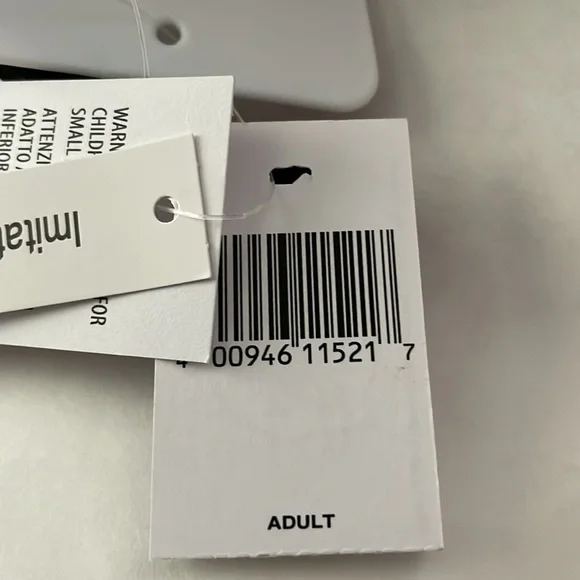 WARN
CHILD
SMALL
ATTENZI
ADATTO
INFERIOR
FOR
Imitat
4 00946 11521 7
ADULT